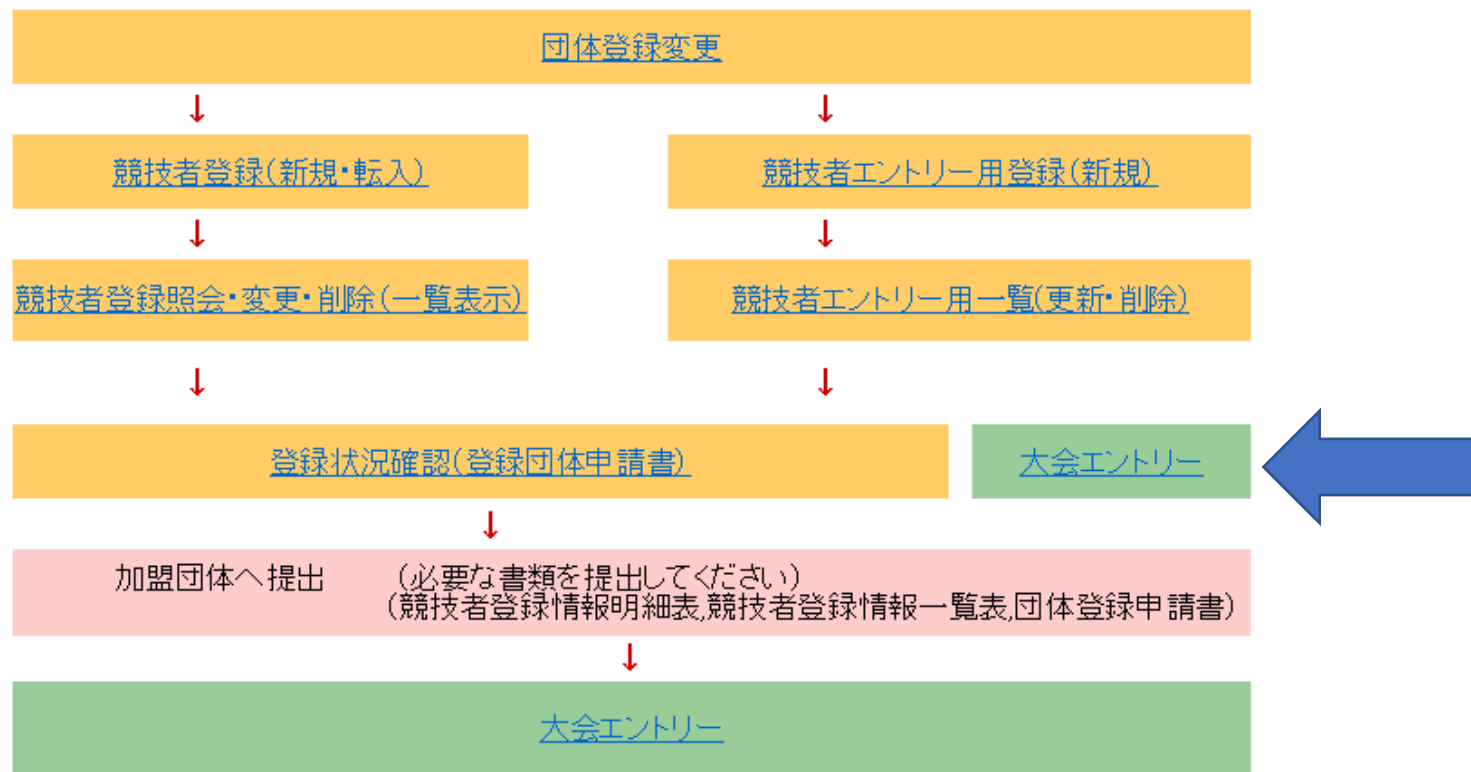 団体登録変更
↓ ↓
競技者登録(新規・転入) 競技者エントリー用登録(新規)
↓ ↓
競技者登録照会・変更・削除(一覧表示) 競技者エントリー用一覧(更新・削除)
↓ ↓
登録状況確認(登録団体申請書) 大会エントリー
↓
加盟団体へ提出 (必要な書類を提出してください)
(競技者登録情報明細表,競技者登録情報一覧表,団体登録申請書)
↓
大会エントリー